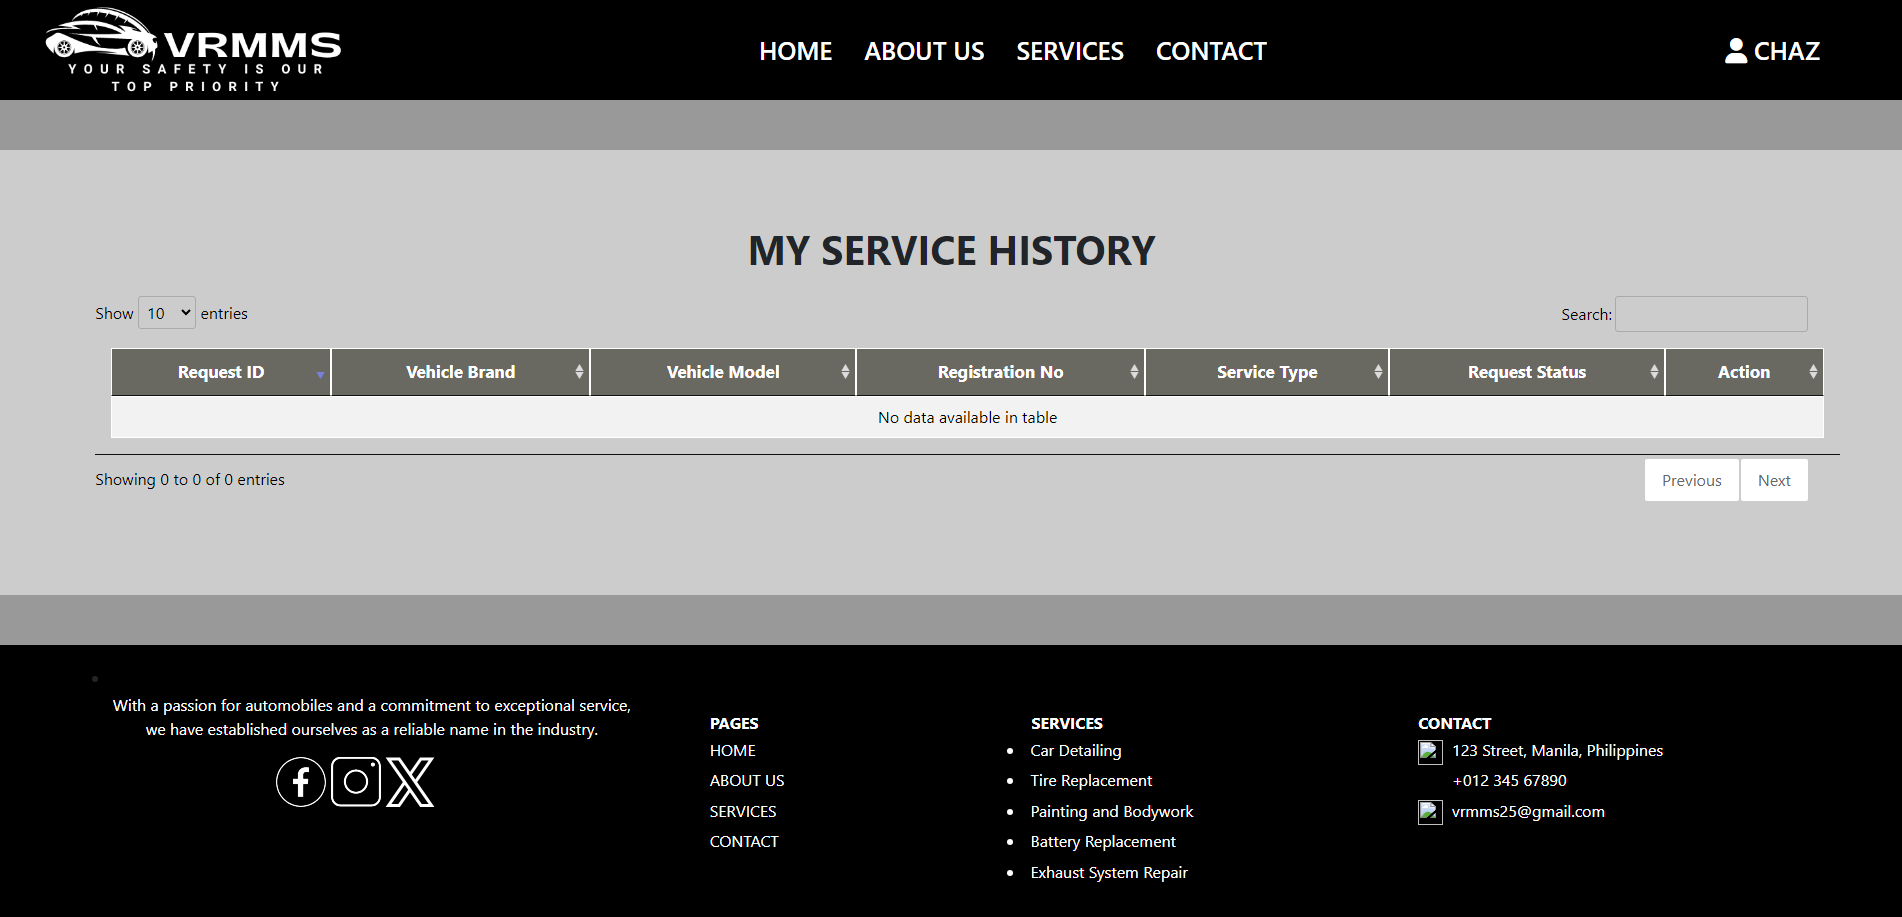 VRMMS
YOUR SAFETY IS OUR
TOP PRIORITY
HOME ABOUT US SERVICES CONTACT
CHAZ
MY SERVICE HISTORY
Show 10 entries
Search:
Request ID Vehicle Brand Vehicle Model Registration No Service Type Request Status Action
No data available in table
Showing 0 to 0 of 0 entries
Previous Next
With a passion for automobiles and a commitment to exceptional service,
we have established ourselves as a reliable name in the industry.
PAGES
HOME
ABOUT US
SERVICES
CONTACT
SERVICES
Car Detailing
Tire Replacement
Painting and Bodywork
Battery Replacement
Exhaust System Repair
CONTACT
123 Street, Manila, Philippines
+012 345 67890
vrmms25@gmail.com